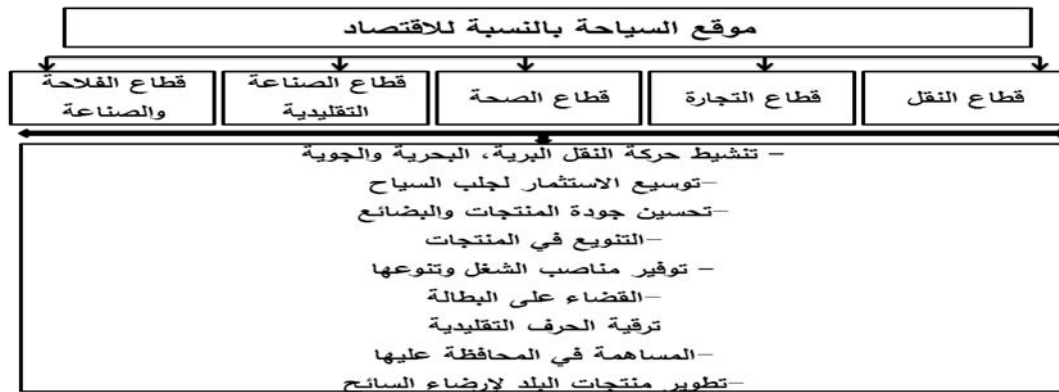 موقع السياحة بالنسبة للاقتصاد
قطاع النقل
قطاع التجارة
قطاع الصحة
قطاع الصناعة
التقليدية
قطاع الفلاحة
والصناعة
– تنشيط حركة النقل البرية، البحرية والجوية
–توسيع الاستثمار لجلب السياح
–تحسين جودة المنتجات والبضائع
–التنويع في المنتجات
– توفير مناصب الشغل وتنوعها
–القضاء على البطالة
ترقية الحرف التقليدية
–المساهمة في المحافظة عليها
–تطوير منتجات البلد لإرضاء السائح